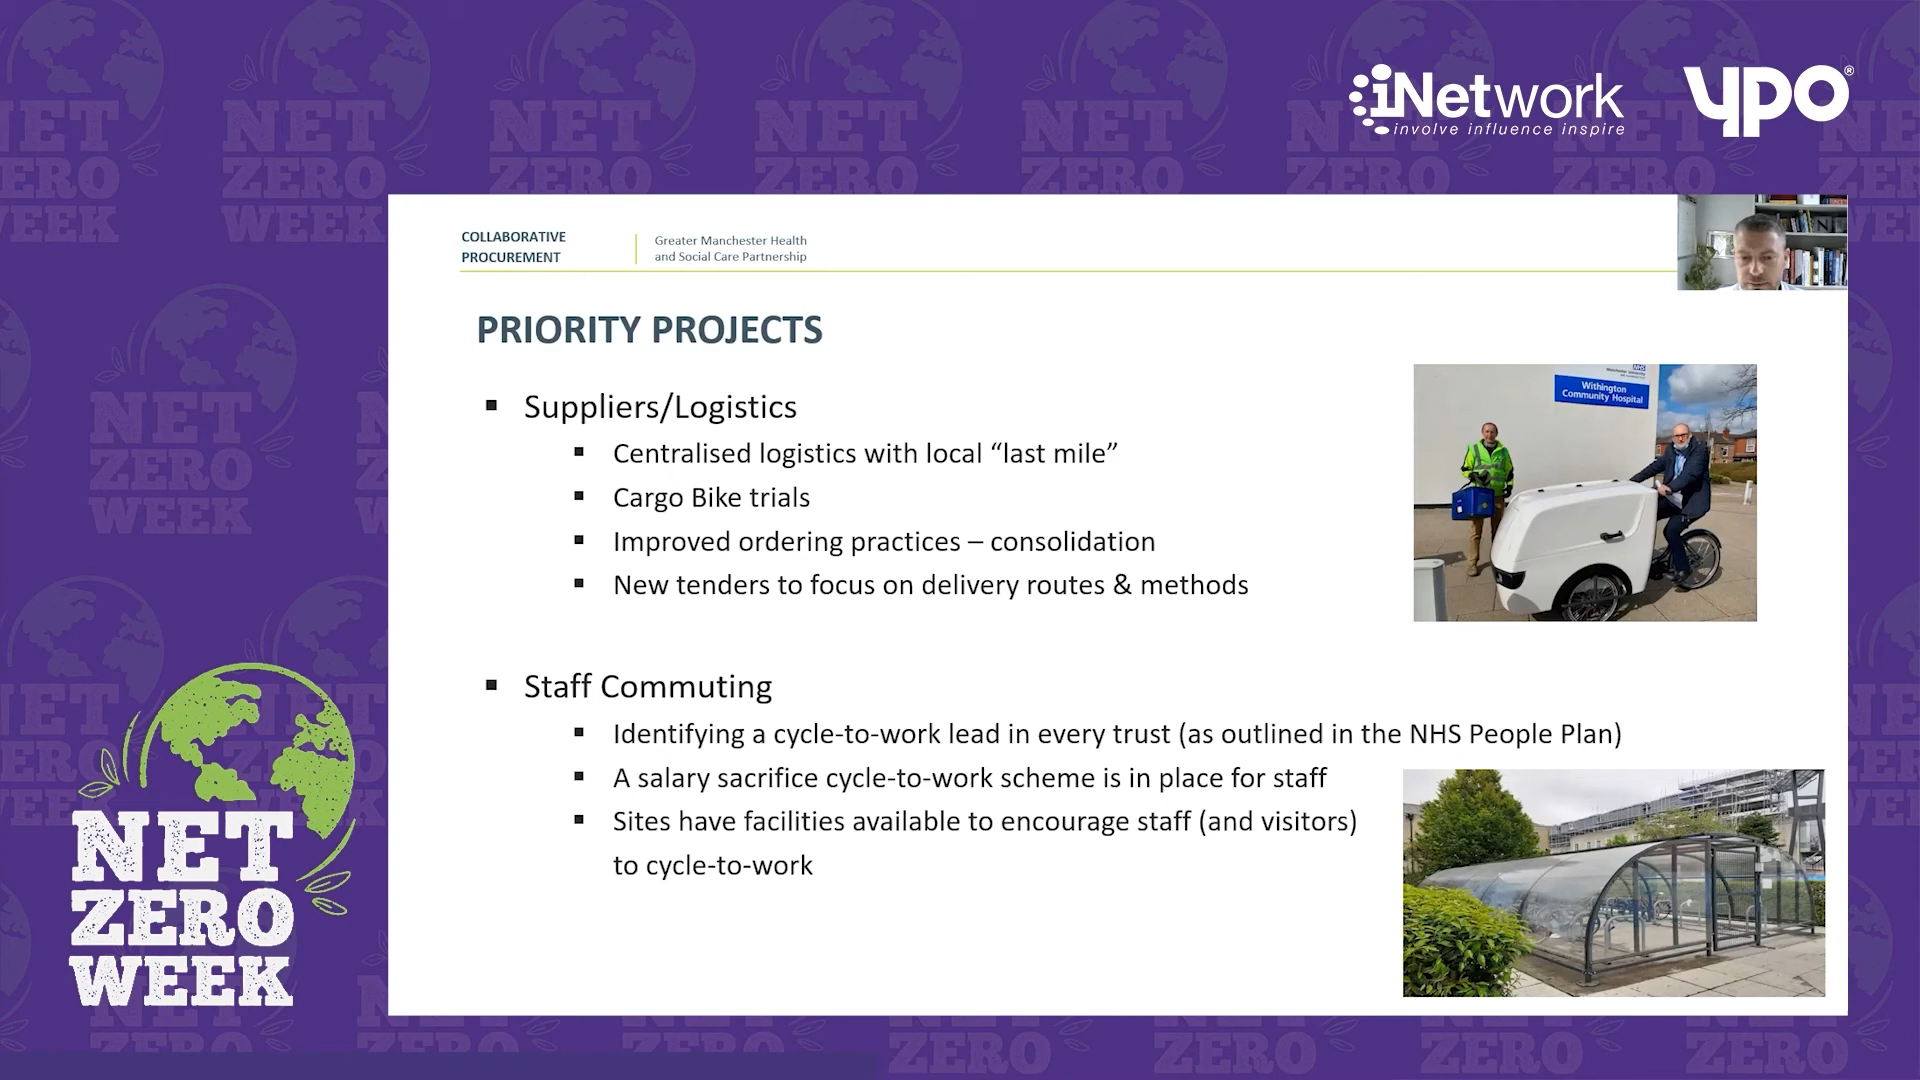 iNetwork
involve influence inspire
YPO®
COLLABORATIVE
PROCUREMENT
Greater Manchester Health
and Social Care Partnership
PRIORITY PROJECTS
▪ Suppliers/Logistics
▪ Centralised logistics with local “last mile”
▪ Cargo Bike trials
▪ Improved ordering practices – consolidation
▪ New tenders to focus on delivery routes & methods
NHS
Withington
Community Hospital
▪ Staff Commuting
▪ Identifying a cycle-to-work lead in every trust (as outlined in the NHS People Plan)
▪ A salary sacrifice cycle-to-work scheme is in place for staff
▪ Sites have facilities available to encourage staff (and visitors)
to cycle-to-work
NET
ZERO
WEEK